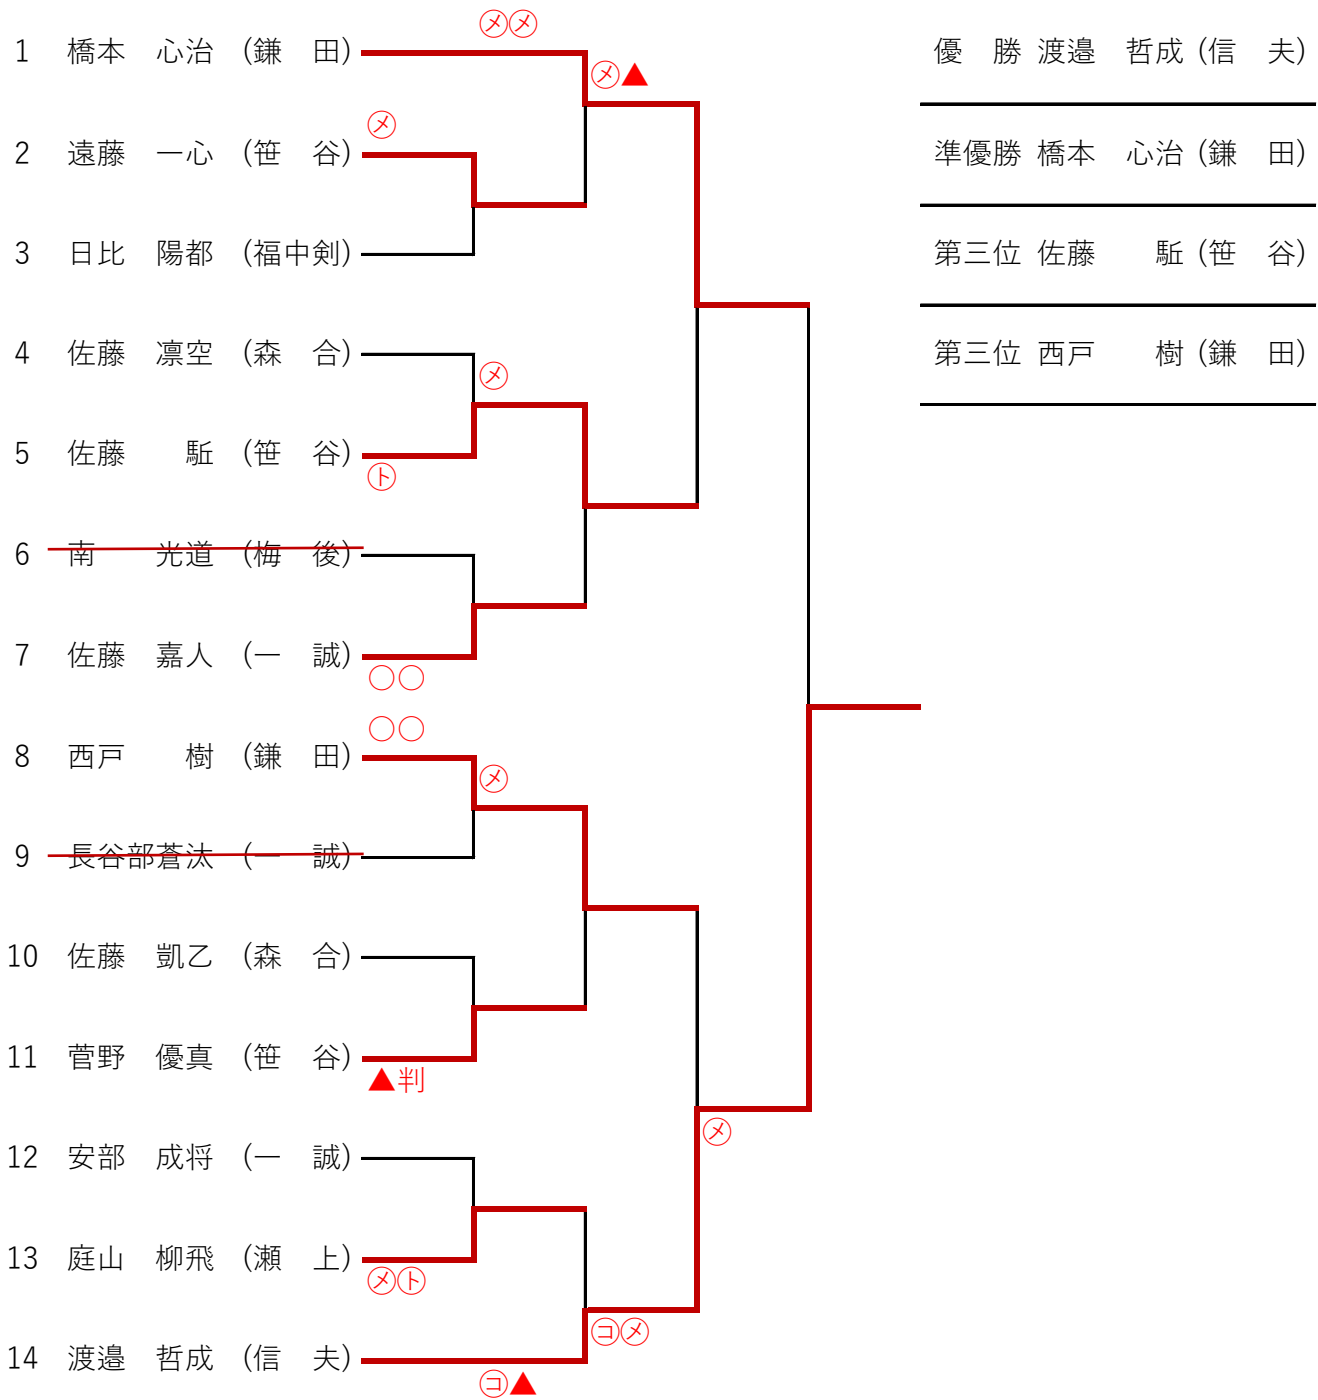 ㋱㋱
1 橋本 心治 (鎌 田)
㋱▲
㋱
2 遠藤 一心 (笹 谷)
3 日比 陽都 (福中剣)
4 佐藤 凛空 (森 合)
㋱
5 佐藤 駈 (笹 谷)
㋣
6 南 光道 (梅 後)
7 佐藤 嘉人 (一 誠)
○○
○○
8 西戸 樹 (鎌 田)
㋱
9 長谷部蒼汰 (一 誠)
10 佐藤 凱乙 (森 合)
11 菅野 優真 (笹 谷)
▲判
12 安部 成将 (一 誠)
㋱
13 庭山 柳飛 (瀬 上)
㋱㋣
㋙㋱
14 渡邉 哲成 (信 夫)
㋙▲
優 勝 渡邉 哲成 (信 夫)
準優勝 橋本 心治 (鎌 田)
第三位 佐藤 駈 (笹 谷)
第三位 西戸 樹 (鎌 田)